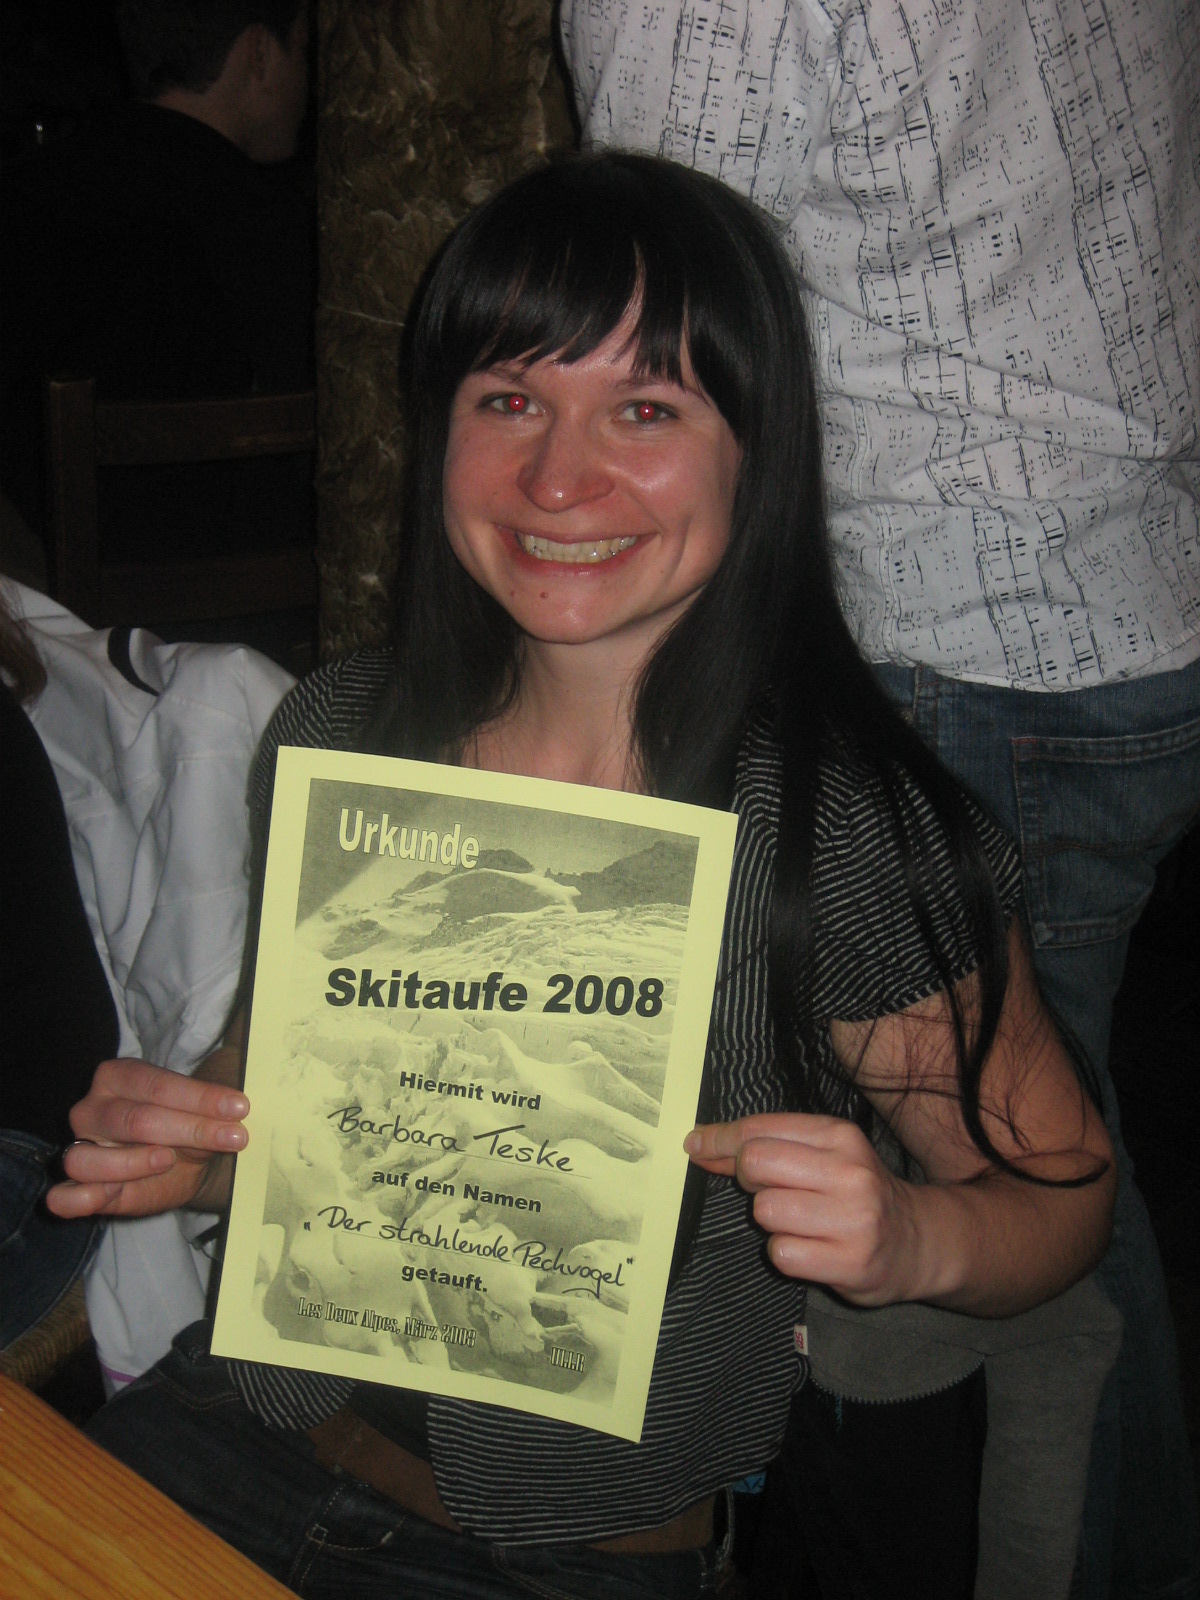 Urkunde
Skitaufe 2008
Hiermit wird
Barbara Teske
auf den Namen
"Der strahlende Pechvogel"
getauft.
Les Deux Alpes, März 2008
ULLR